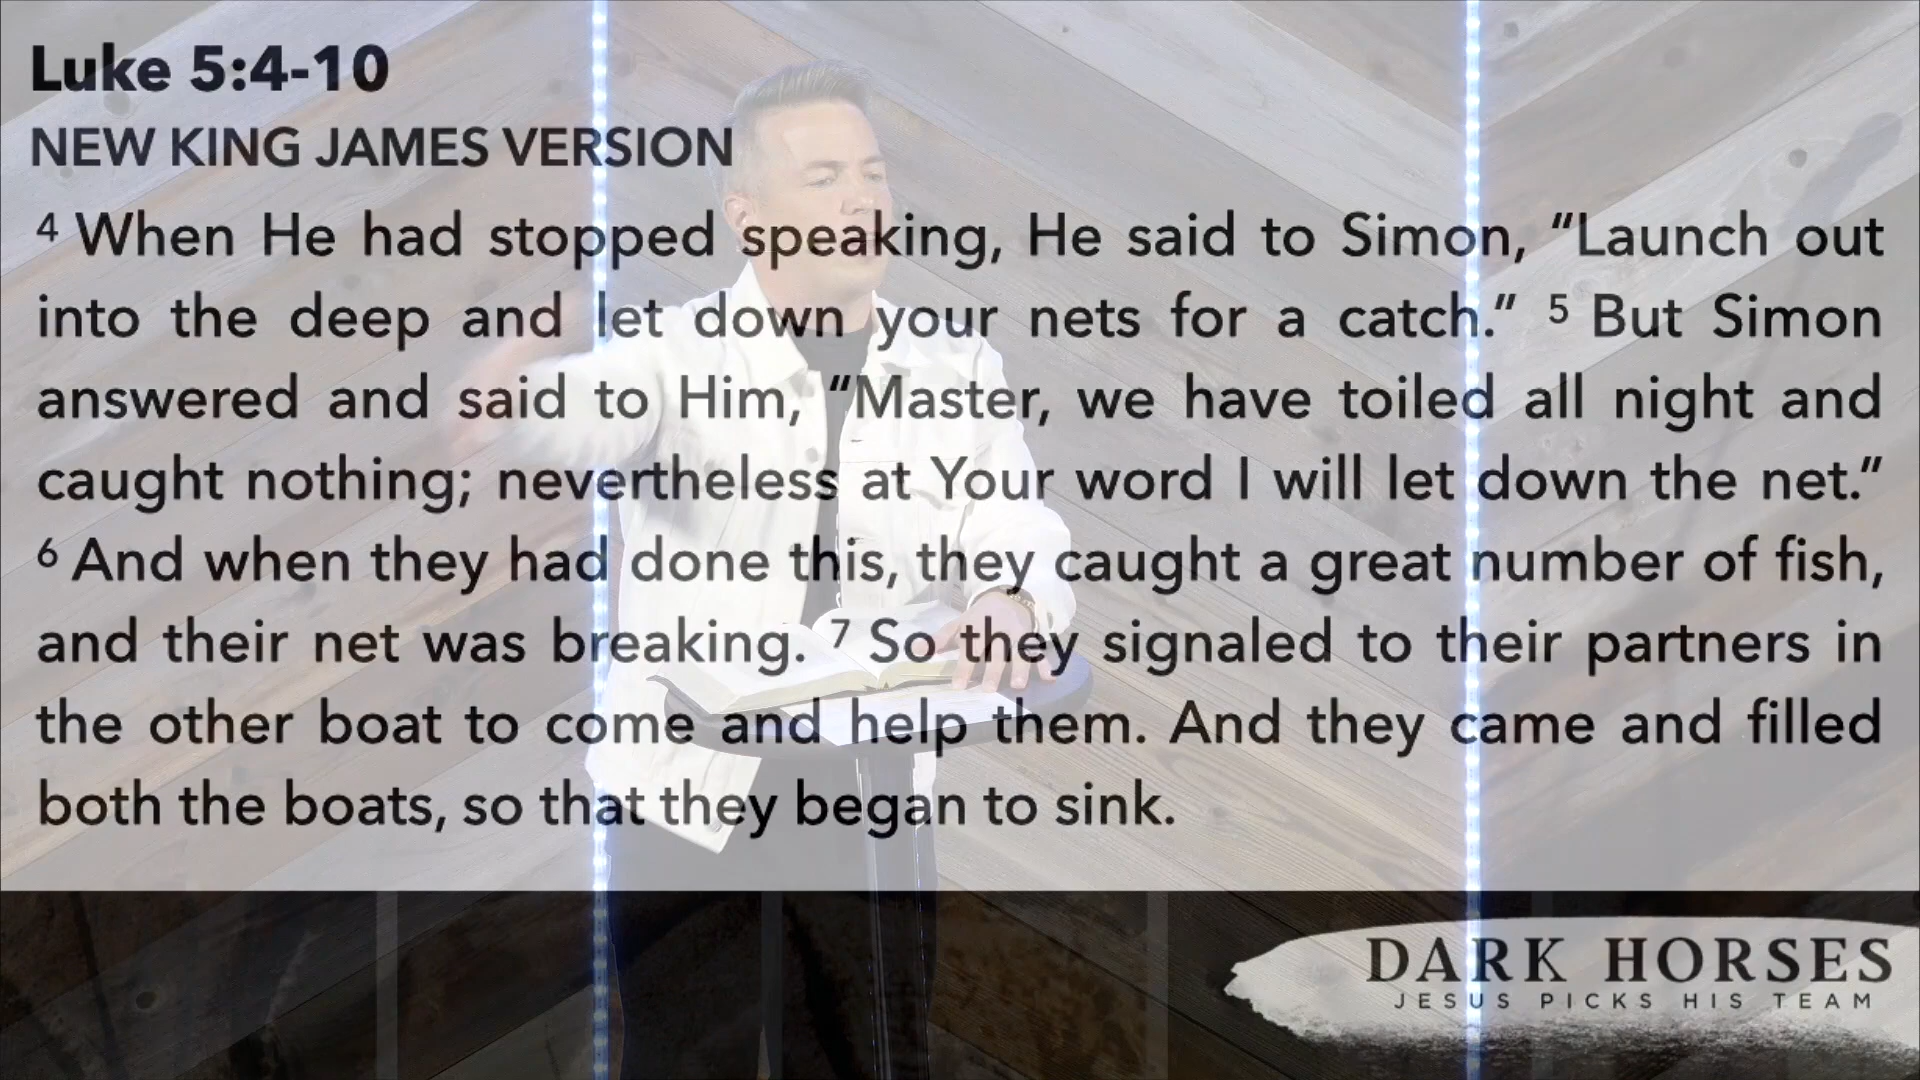 Luke 5:4-10
NEW KING JAMES VERSION
4 When He had stopped speaking, He said to Simon, “Launch out
into the deep and let down your nets for a catch.” 5 But Simon
answered and said to Him, “Master, we have toiled all night and
caught nothing; nevertheless at Your word I will let down the net.”
6 And when they had done this, they caught a great number of fish,
and their net was breaking. 7 So they signaled to their partners in
the other boat to come and help them. And they came and filled
both the boats, so that they began to sink.
DARK HORSES
JESUS PICKS HIS TEAM